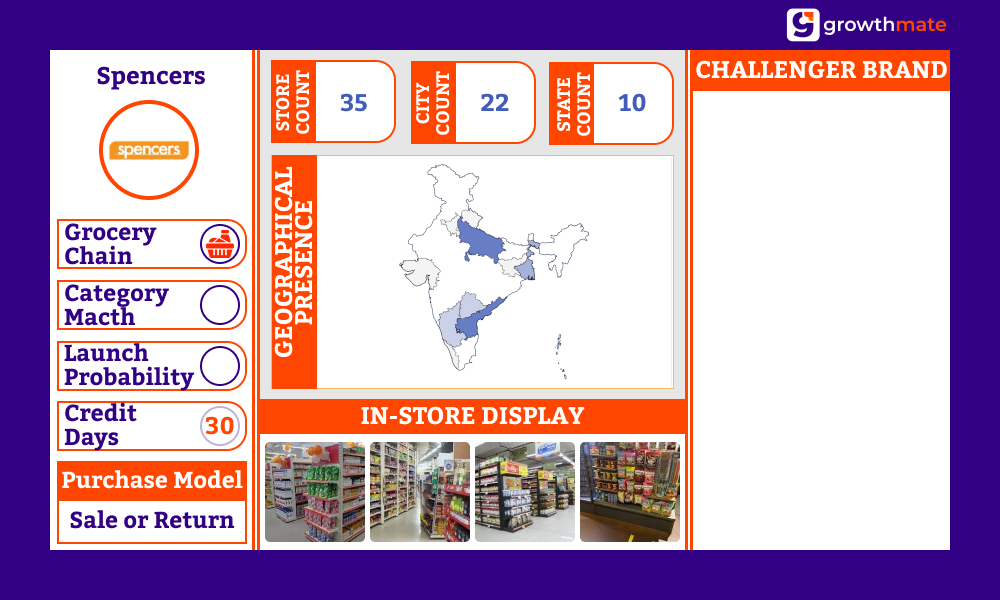 growthmate
Spencers
spencers
Grocery
Chain
Category
Macth
Launch
Probability
Credit
Days
30
Purchase Model
Sale or Return
STORE
COUNT
35
CITY
COUNT
22
STATE
COUNT
10
GEOGRAPHICAL
PRESENCE
IN-STORE DISPLAY
CHALLENGER BRAND